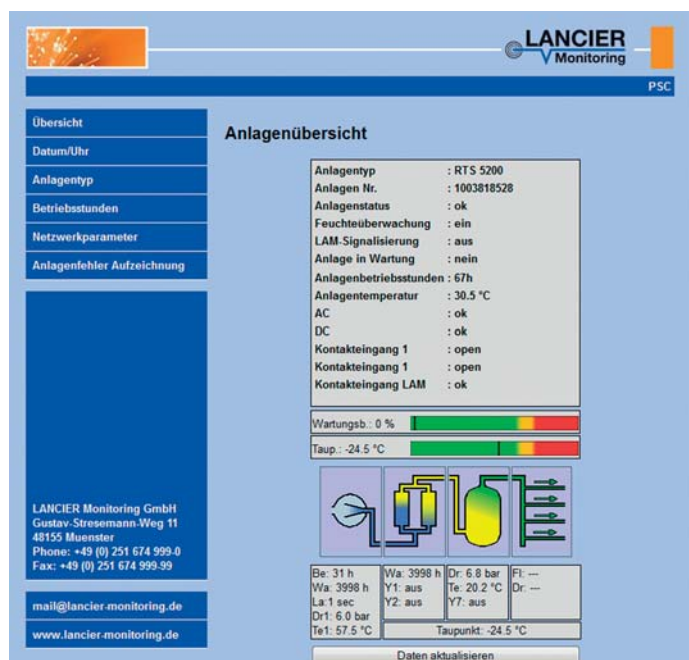 LANCIER
Monitoring
PSC
Übersicht
Datum/Uhr
Anlagentyp
Betriebsstunden
Netzwerkparameter
Anlagenfehler Aufzeichnung
LANCIER Monitoring GmbH
Gustav-Stresemann-Weg 11
48155 Muenster
Phone: +49 (0) 251 674 999-0
Fax: +49 (0) 251 674 999-99
mail@lancier-monitoring.de
www.lancier-monitoring.de
Anlagenübersicht
Anlagentyp : RTS 5200
Anlagen Nr. : 1003818528
Anlagenstatus : ok
Feuchteüberwachung : ein
LAM-Signalisierung : aus
Anlage in Wartung : nein
Anlagenbetriebsstunden : 67h
Anlagentemperatur : 30.5 °C
AC : ok
DC : ok
Kontakteingang 1 : open
Kontakteingang 1 : open
Kontakteingang LAM : ok
Wartungsb.: 0 %
Taup.: -24.5 °C
Be: 31 h
Wa: 3998 h
La:1 sec
Dr1: 6.0 bar
Te1: 57.5 °C
Wa: 3998 h
Y1: aus
Y2: aus
Dr: 6.8 bar
Te: 20.2 °C
Y7: aus
Fl: ---
Dr: ---
Taupunkt: -24.5 °C
Daten aktualisieren